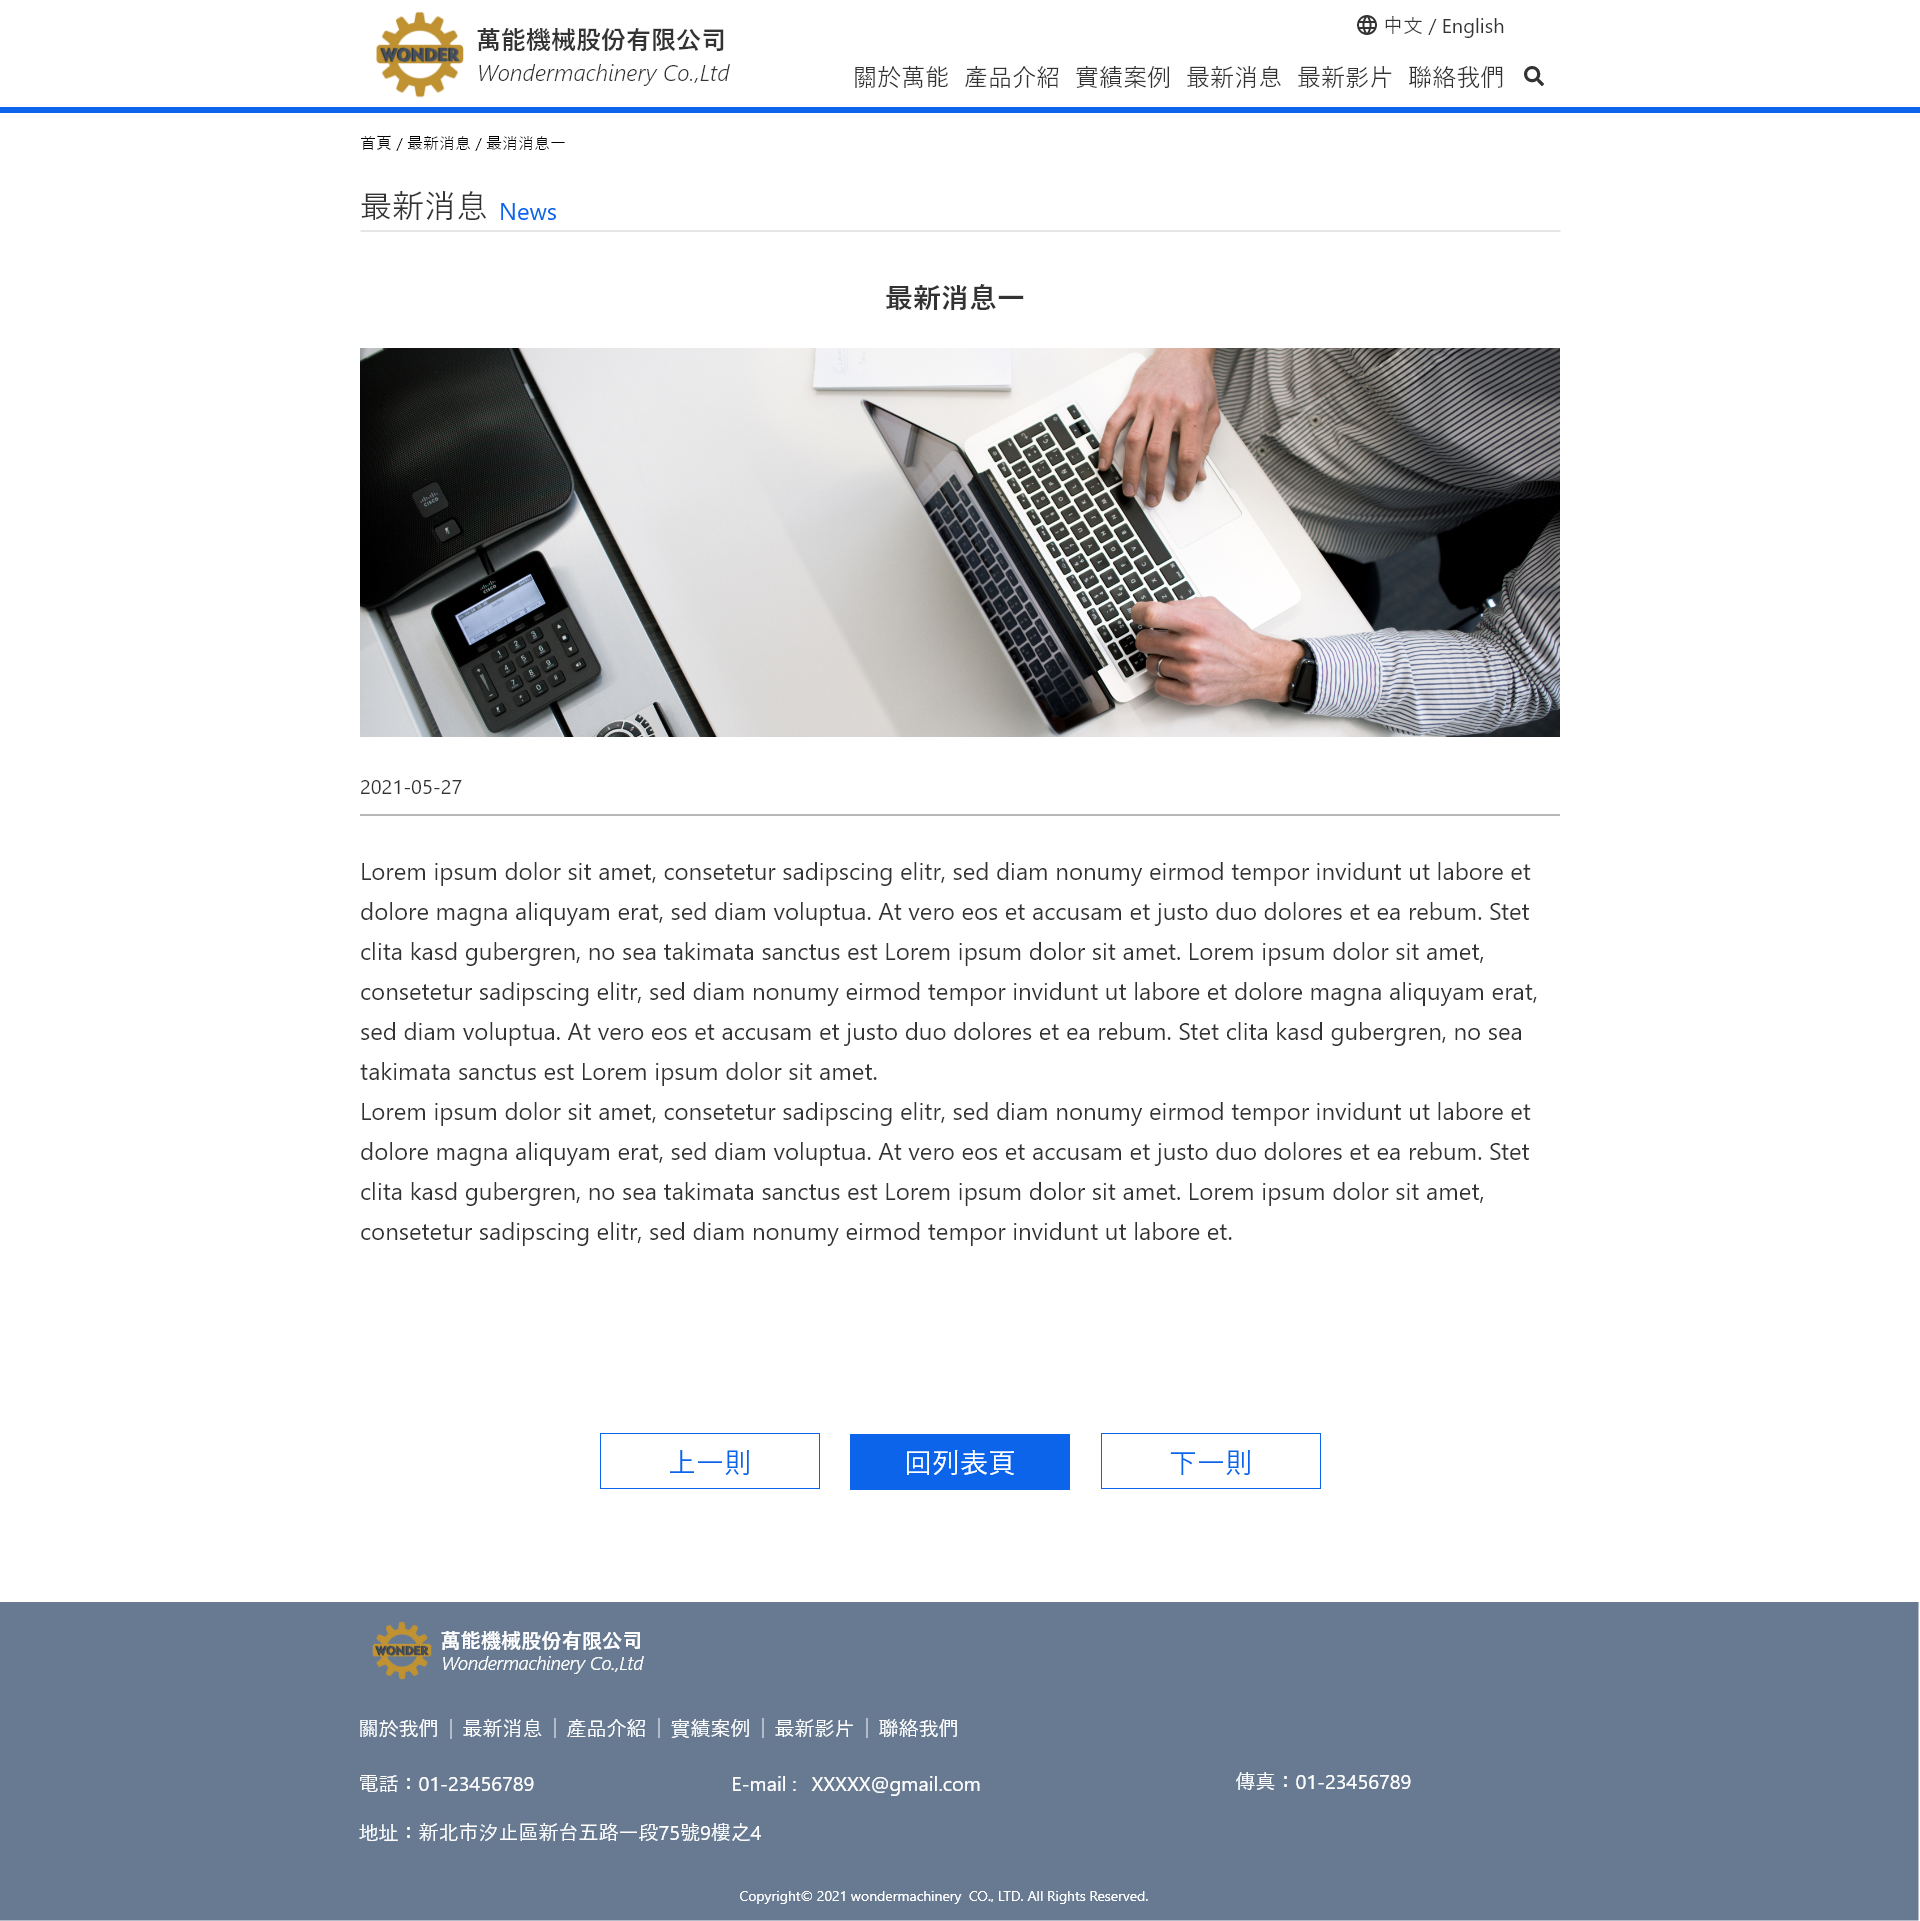 WONDER
萬能機械股份有限公司
Wondermachinery Co.,Ltd
中文 / English
關於萬能 產品介紹 實績案例 最新消息 最新影片 聯絡我們
首頁 / 最新消息 / 最消消息一
最新消息 News
最新消息一
2021-05-27
Lorem ipsum dolor sit amet, consetetur sadipscing elitr, sed diam nonumy eirmod tempor invidunt ut labore et
dolore magna aliquyam erat, sed diam voluptua. At vero eos et accusam et justo duo dolores et ea rebum. Stet
clita kasd gubergren, no sea takimata sanctus est Lorem ipsum dolor sit amet. Lorem ipsum dolor sit amet,
consetetur sadipscing elitr, sed diam nonumy eirmod tempor invidunt ut labore et dolore magna aliquyam erat,
sed diam voluptua. At vero eos et accusam et justo duo dolores et ea rebum. Stet clita kasd gubergren, no sea
takimata sanctus est Lorem ipsum dolor sit amet.
Lorem ipsum dolor sit amet, consetetur sadipscing elitr, sed diam nonumy eirmod tempor invidunt ut labore et
dolore magna aliquyam erat, sed diam voluptua. At vero eos et accusam et justo duo dolores et ea rebum. Stet
clita kasd gubergren, no sea takimata sanctus est Lorem ipsum dolor sit amet. Lorem ipsum dolor sit amet,
consetetur sadipscing elitr, sed diam nonumy eirmod tempor invidunt ut labore et.
上一則 回列表頁 下一則
WONDER
萬能機械股份有限公司
Wondermachinery Co.,Ltd
關於我們｜最新消息｜產品介紹｜實績案例｜最新影片｜聯絡我們
電話：01-23456789 E-mail : XXXXX@gmail.com 傳真：01-23456789
地址：新北市汐止區新台五路一段75號9樓之4
Copyright© 2021 wondermachinery CO., LTD. All Rights Reserved.